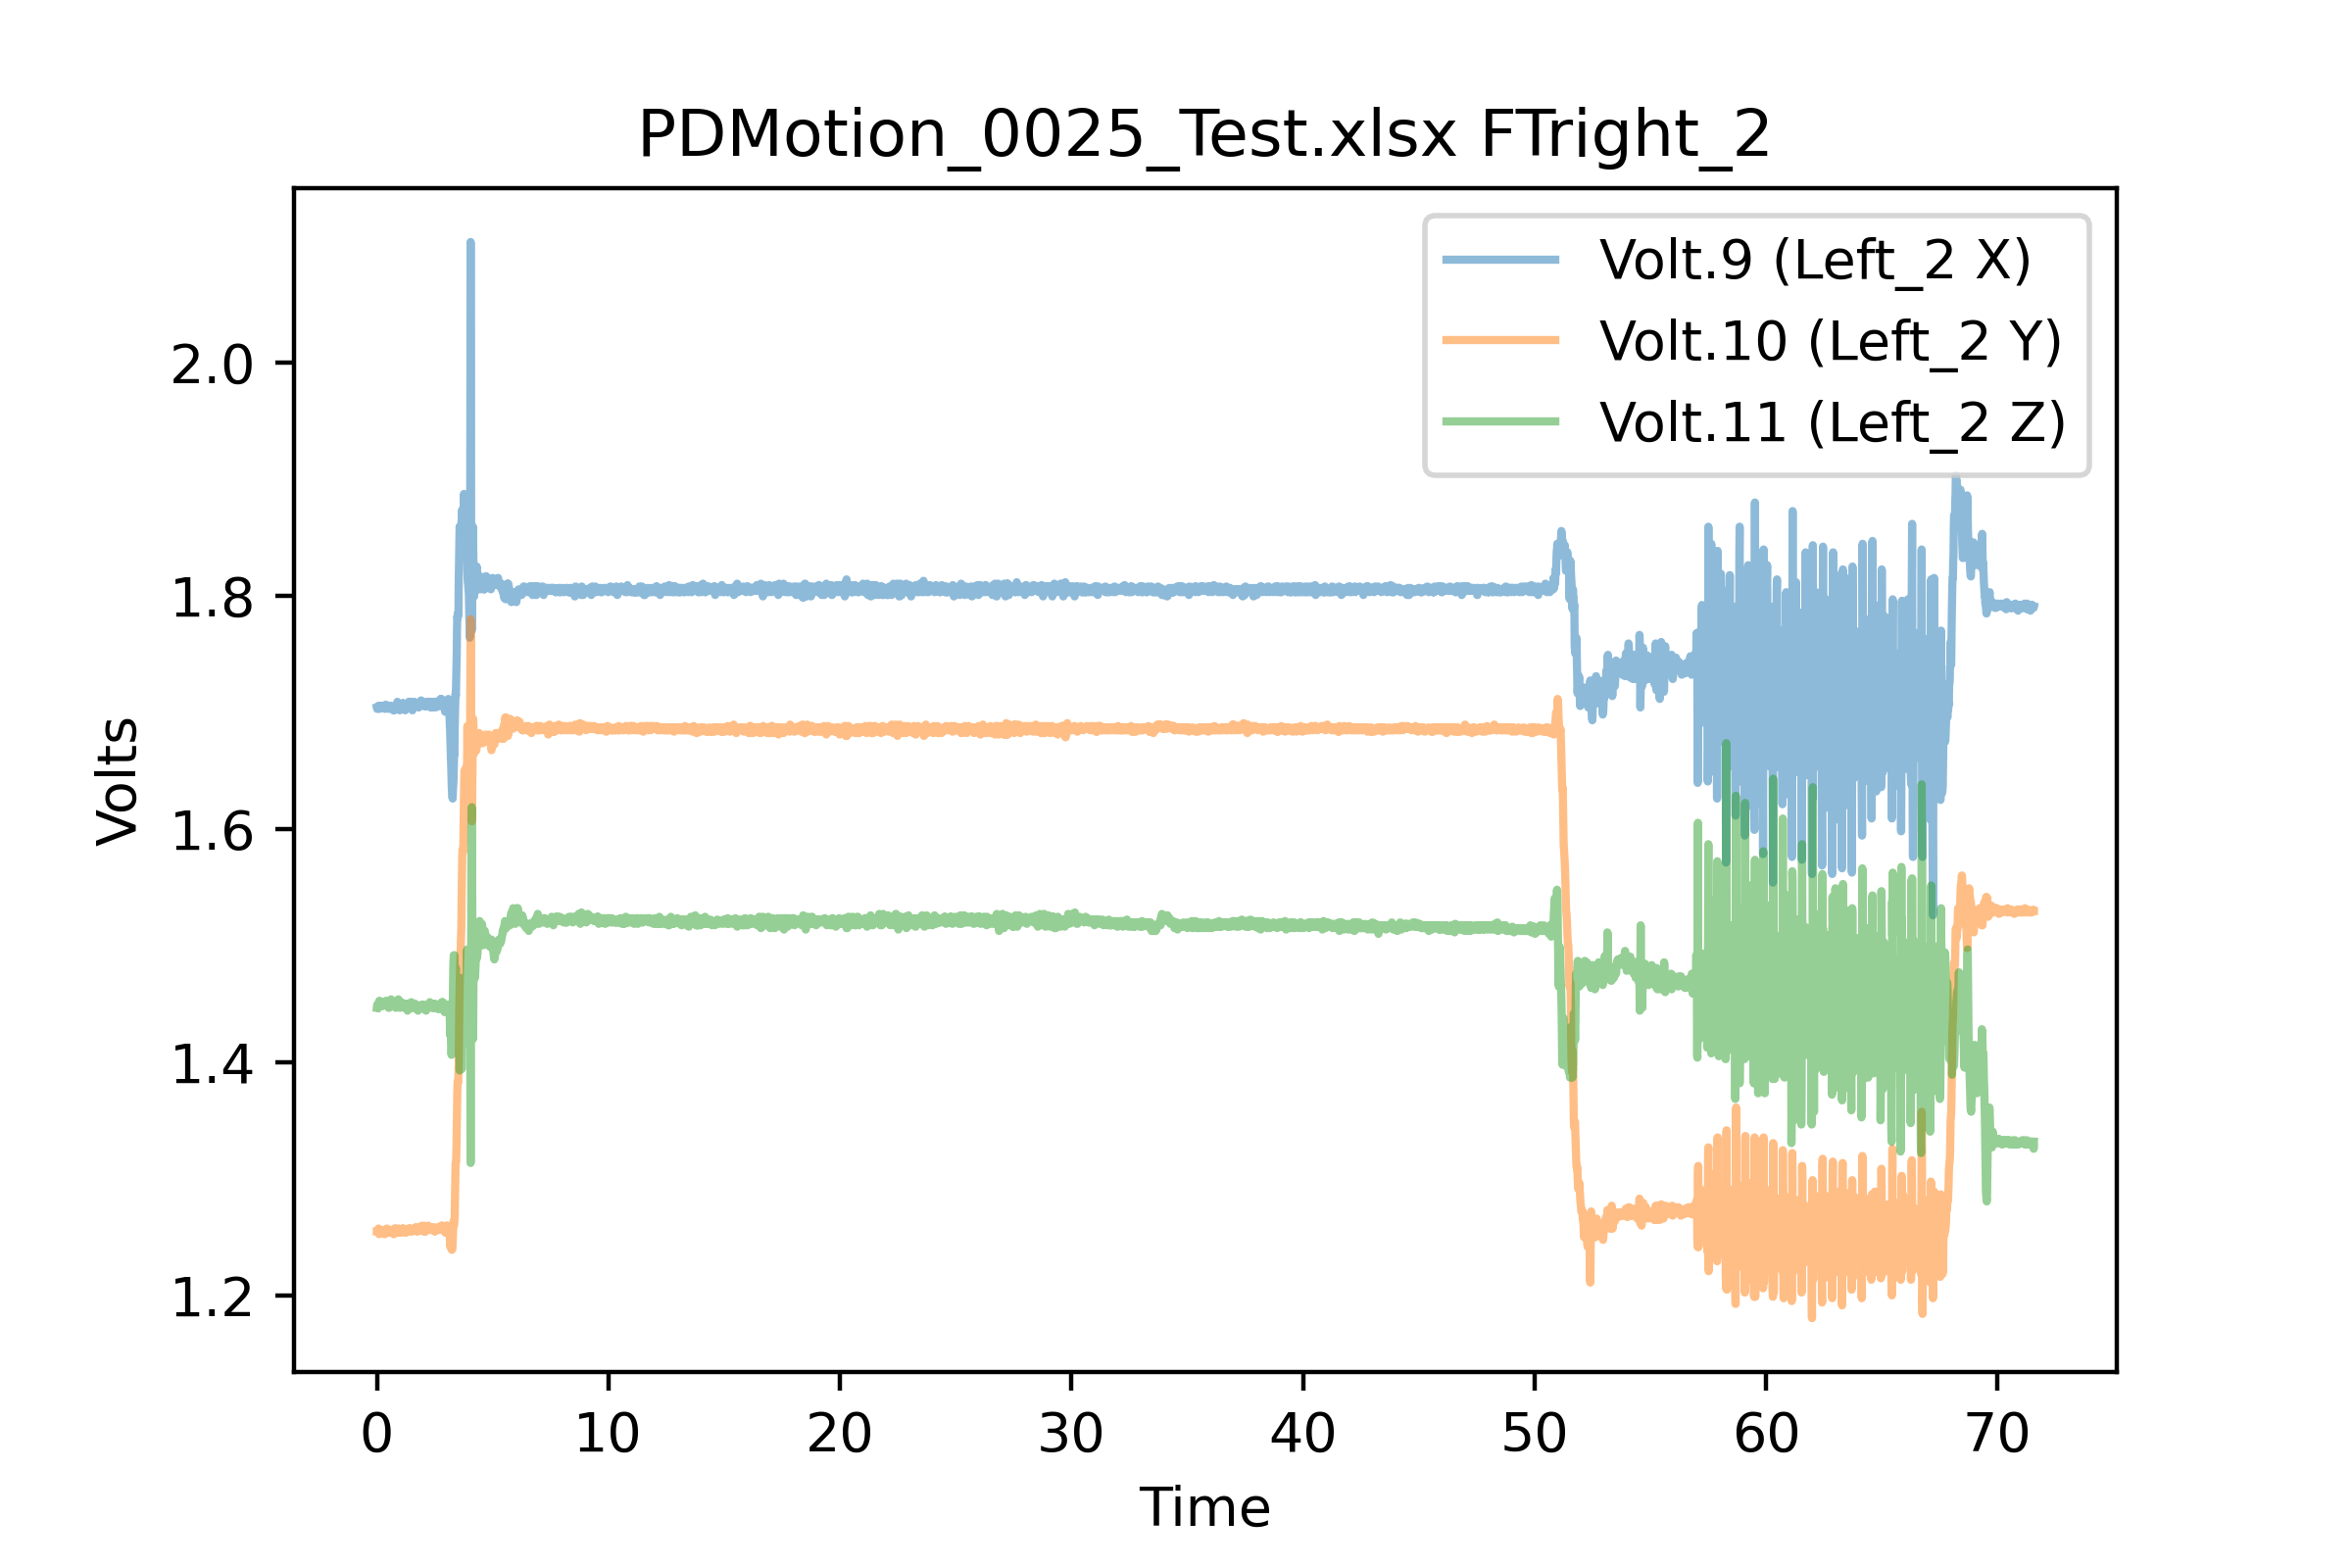 PDMotion_0025_Test.xlsx FTright_2
Volt.9 (Left_2 X)
Volt.10 (Left_2 Y)
Volt.11 (Left_2 Z)
2.0
1.8
1.6
1.4
1.2
Volts
0 10 20 30 40 50 60 70
Time